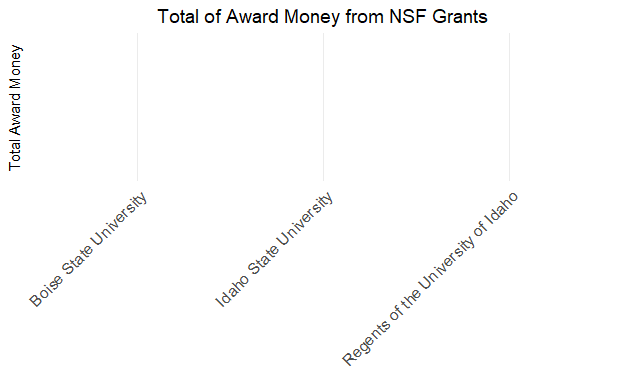 Total of Award Money from NSF Grants
Total Award Money
Boise State University
Idaho State University
Regents of the University of Idaho